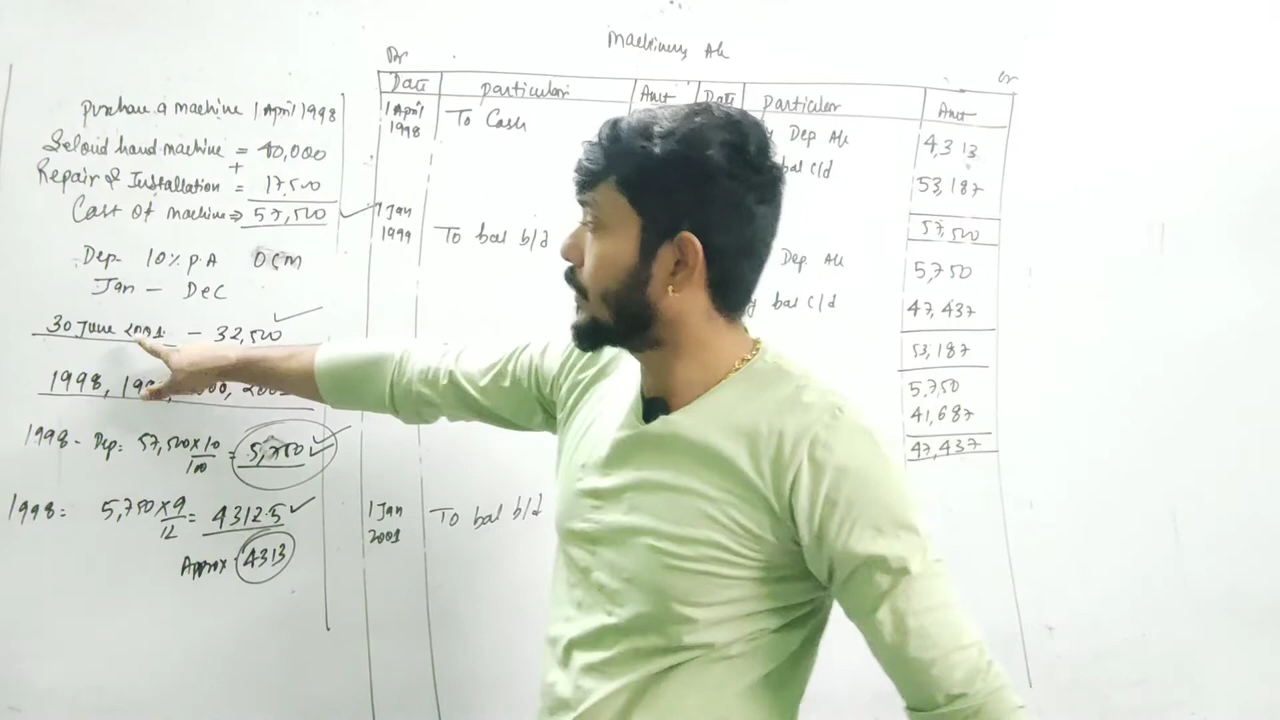 Machinery A/c
Dr
Cr
Date particulars Amt Date particulars Amt
purchase a machine 1 April 1998
Second hand machine = 40,000
+
Repair & Installation = 17,500
Cost of machine ⇒ 57,500
Dep. 10% P.A OCM
Jan - Dec
30 June 2001 - 32,500
1998, 199
1998 - Dep: 57,500 × 10/100 = 5,750
1998 = 5,750 × 9/12 = 4312.5
Approx 4313
1 April 1998 To Cash
1 Jan 1999 To bal b/d
1 Jan 2001 To bal b/d
Dep A/c 4,313
bal c/d 53,187
57,500
Dep. A/c 5,750
y bal c/d 47,437
53,187
5,750
41,687
47,437